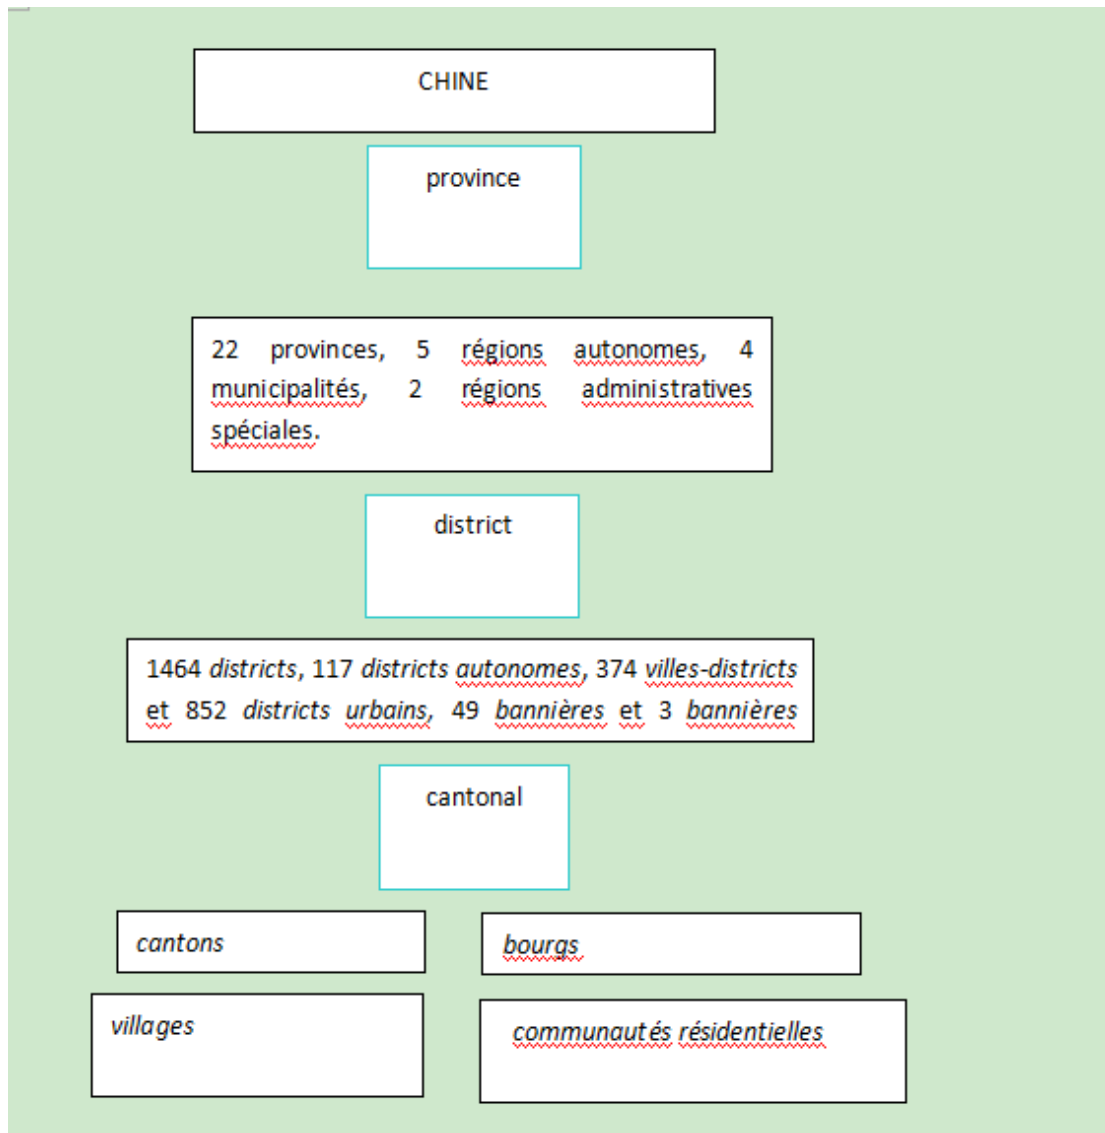 CHINE
province
22 provinces, 5 régions autonomes, 4
municipalités, 2 régions administratives
spéciales.
district
1464 districts, 117 districts autonomes, 374 villes-districts
et 852 districts urbains, 49 bannières et 3 bannières
cantonal
cantons
bourgs
villages
communautés résidentielles